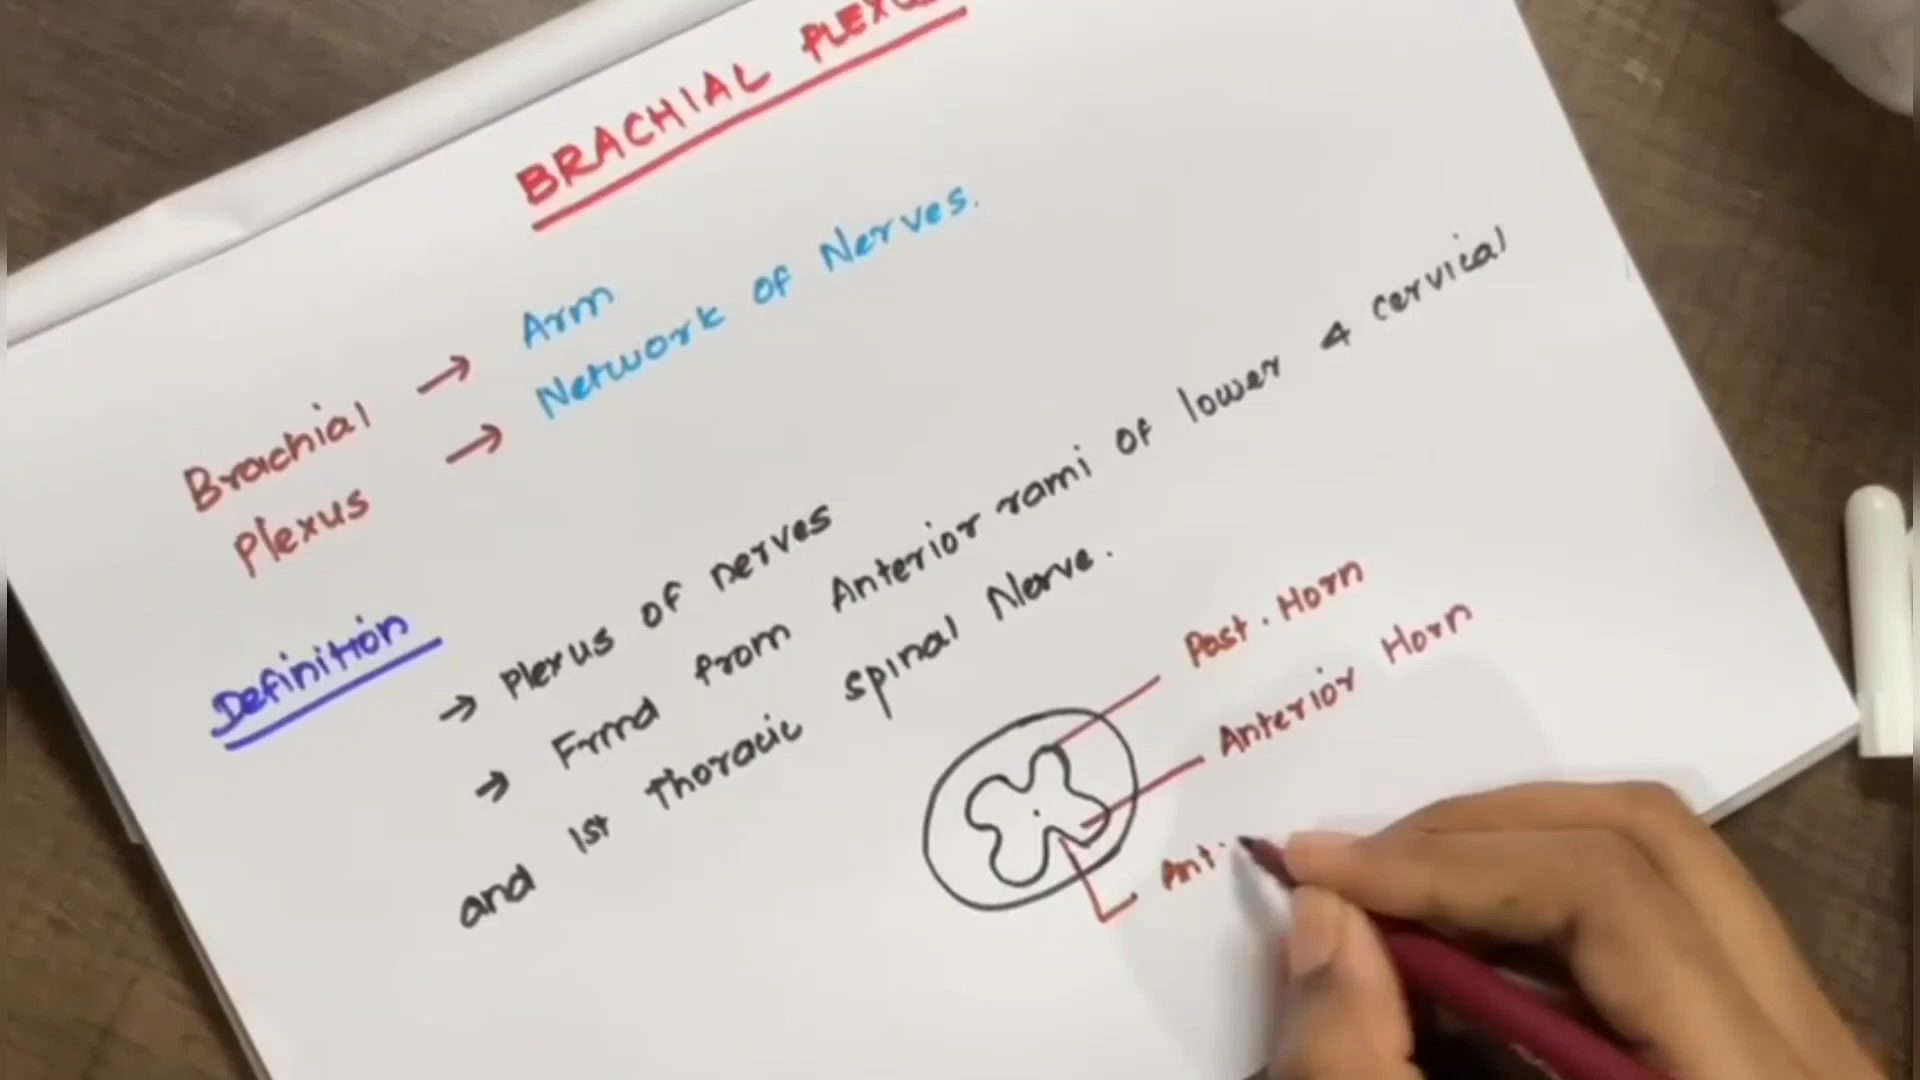 BRACHIAL PLEXUS
Brachial → Arm
Plexus → Network of Nerves.
Definition
→ Plexus of nerves
→ Frmd from Anterior rami of lower 4 cervical
and 1st Thoracic spinal Nerve.
Post. Horn
Anterior Horn
Ant.